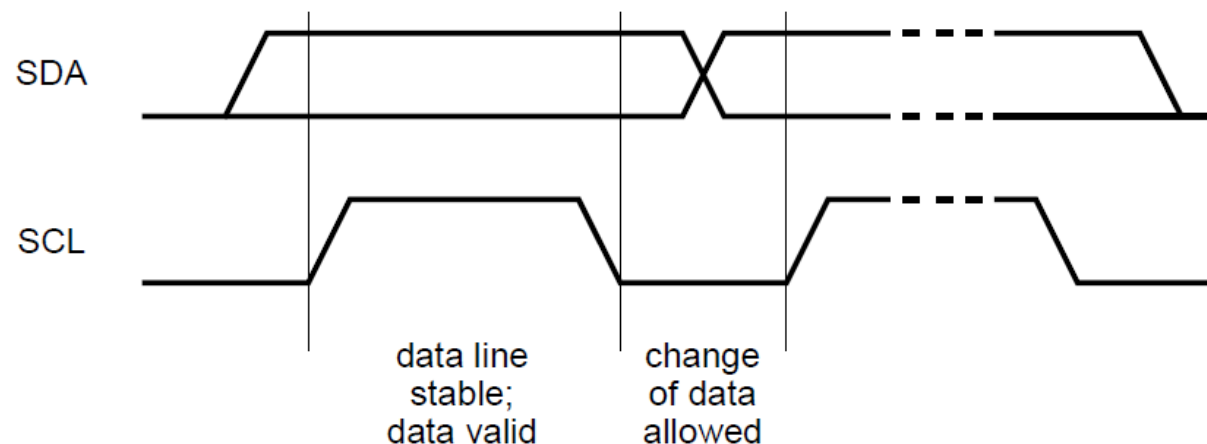 SDA
SCL
data line
stable;
data valid
change
of data
allowed